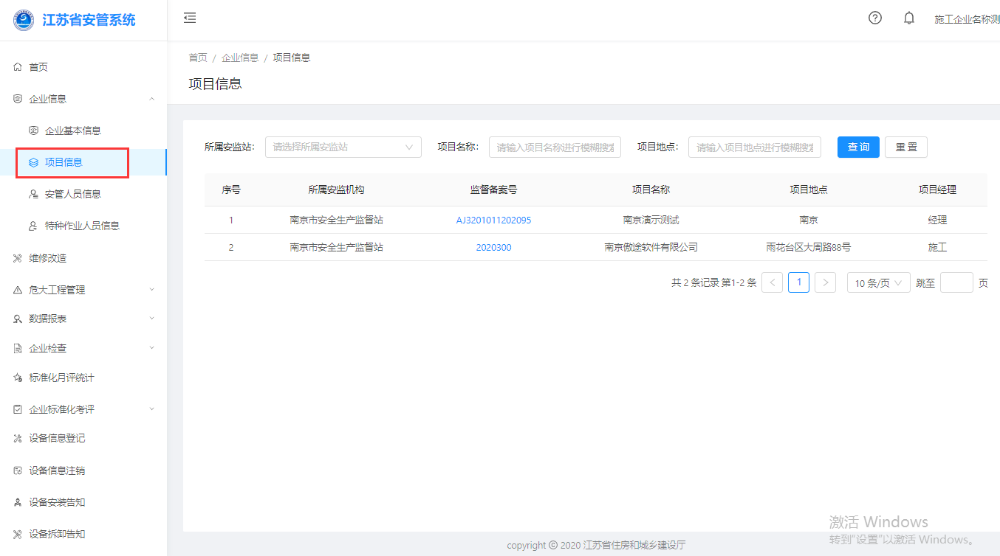 江苏省安管系统
施工企业名称测
首页
企业信息
企业基本信息
项目信息
安管人员信息
特种作业人员信息
维修改造
危大工程管理
数据报表
企业检查
标准化月评统计
企业标准化考评
设备信息登记
设备信息注销
设备安装告知
设备拆卸告知
首页 / 企业信息 / 项目信息
项目信息
所属安监站: 请选择所属安监站 项目名称: 请输入项目名称进行模糊搜索 项目地点: 请输入项目地点进行模糊搜索 查 询 重 置
序号 所属安监机构 监督备案号 项目名称 项目地点 项目经理
1 南京市安全生产监督站 AJ3201011202095 南京演示测试 南京 经理
2 南京市安全生产监督站 2020300 南京傲途软件有限公司 雨花台区大周路88号 施工
共 2 条记录 第1-2 条 < 1 > 10 条/页 跳至 页
激活 Windows
转到“设置”以激活 Windows。
copyright © 2020 江苏省住房和城乡建设厅